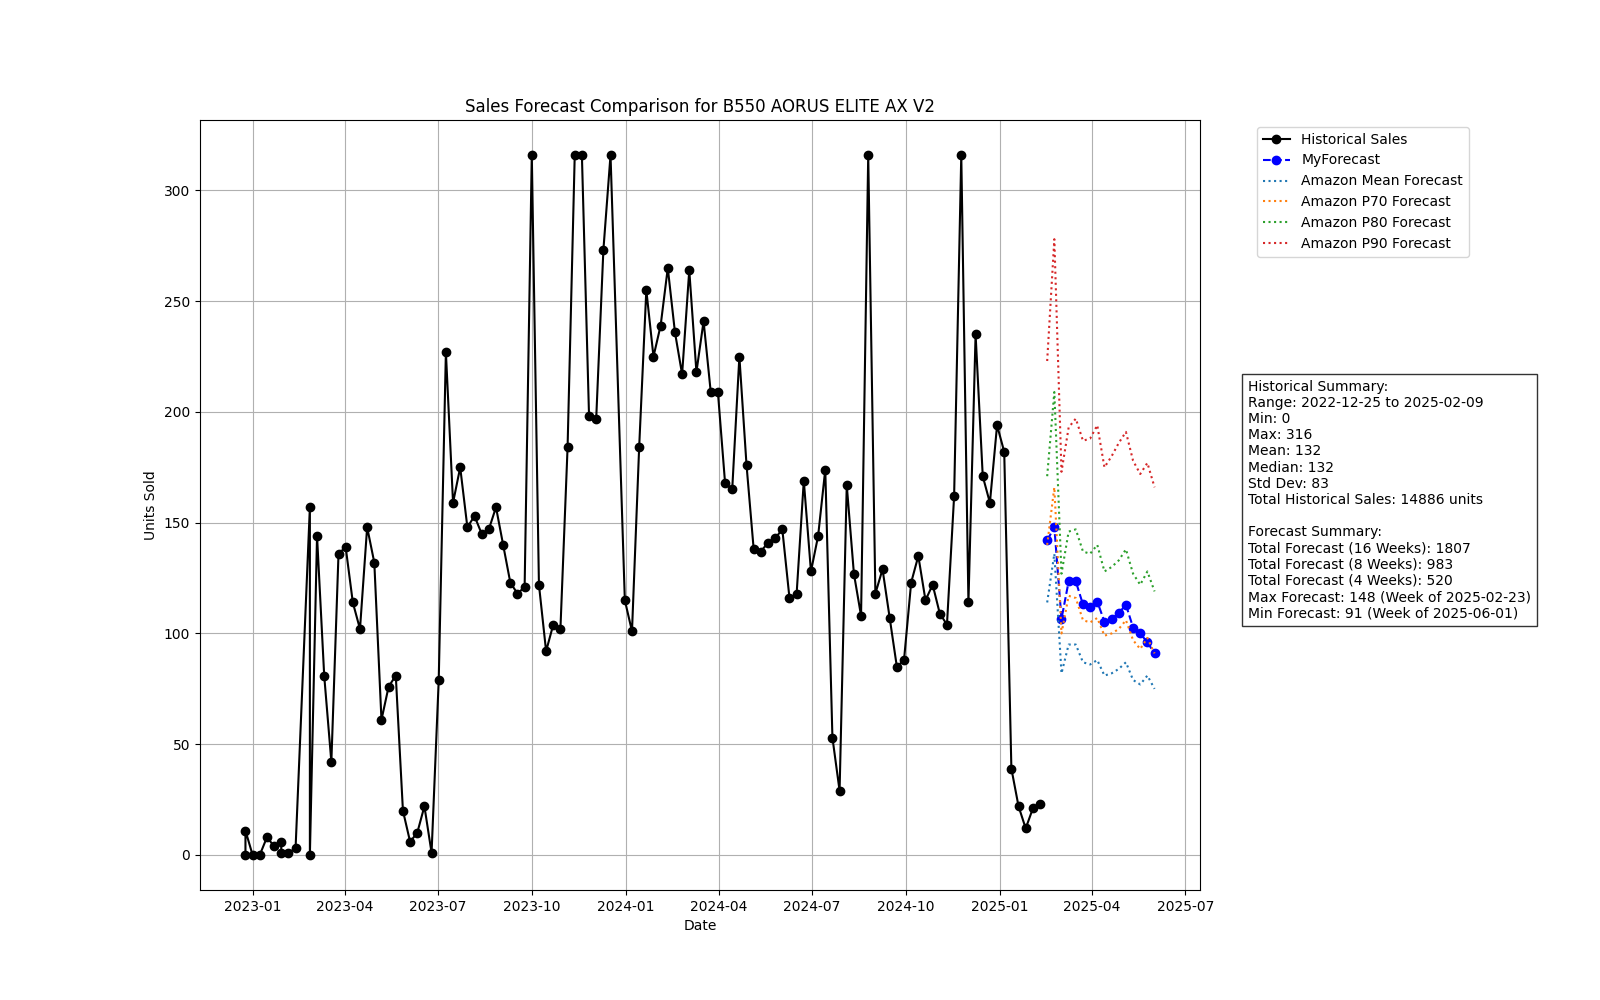 Sales Forecast Comparison for B550 AORUS ELITE AX V2
Historical Sales
MyForecast
Amazon Mean Forecast
Amazon P70 Forecast
Amazon P80 Forecast
Amazon P90 Forecast
300
250
200
150
100
50
0
Units Sold
Historical Summary:
Range: 2022-12-25 to 2025-02-09
Min: 0
Max: 316
Mean: 132
Median: 132
Std Dev: 83
Total Historical Sales: 14886 units
Forecast Summary:
Total Forecast (16 Weeks): 1807
Total Forecast (8 Weeks): 983
Total Forecast (4 Weeks): 520
Max Forecast: 148 (Week of 2025-02-23)
Min Forecast: 91 (Week of 2025-06-01)
2023-01 2023-04 2023-07 2023-10 2024-01 2024-04 2024-07 2024-10 2025-01 2025-04 2025-07
Date